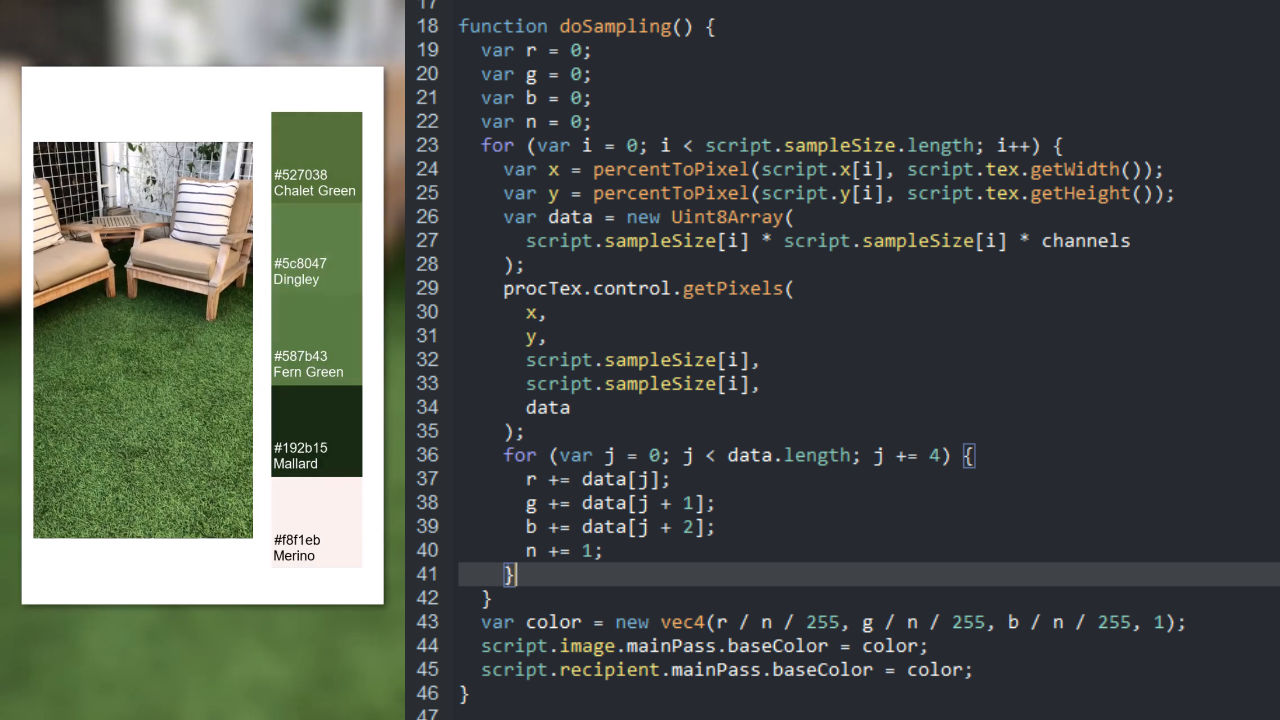 #527038
Chalet Green
#5c8047
Dingley
#587b43
Fern Green
#192b15
Mallard
#f8f1eb
Merino
17
18 function doSampling() {
19 var r = 0;
20 var g = 0;
21 var b = 0;
22 var n = 0;
23 for (var i = 0; i < script.sampleSize.length; i++) {
24 var x = percentToPixel(script.x[i], script.tex.getWidth());
25 var y = percentToPixel(script.y[i], script.tex.getHeight());
26 var data = new Uint8Array(
27 script.sampleSize[i] * script.sampleSize[i] * channels
28 );
29 procTex.control.getPixels(
30 x,
31 y,
32 script.sampleSize[i],
33 script.sampleSize[i],
34 data
35 );
36 for (var j = 0; j < data.length; j += 4) {
37 r += data[j];
38 g += data[j + 1];
39 b += data[j + 2];
40 n += 1;
41 }
42 }
43 var color = new vec4(r / n / 255, g / n / 255, b / n / 255, 1);
44 script.image.mainPass.baseColor = color;
45 script.recipient.mainPass.baseColor = color;
46 }
47